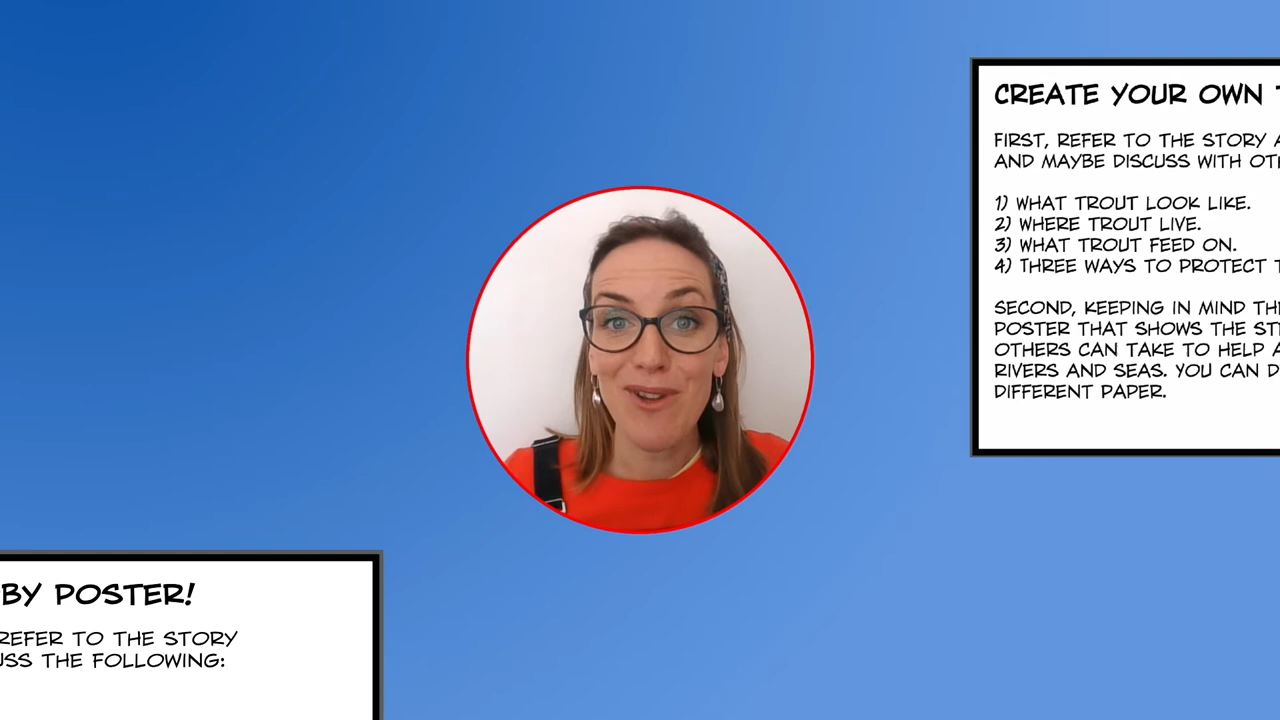 CREATE YOUR OWN
FIRST, REFER TO THE STORY
AND MAYBE DISCUSS WITH
1) WHAT TROUT LOOK LIKE.
2) WHERE TROUT LIVE.
3) WHAT TROUT FEED ON.
4) THREE WAYS TO PROTECT
SECOND, KEEPING IN MIND
POSTER THAT SHOWS THE
OTHERS CAN TAKE TO HELP
RIVERS AND SEAS. YOU CAN
DIFFERENT PAPER.
BY POSTER!
REFER TO THE STORY
USS THE FOLLOWING: